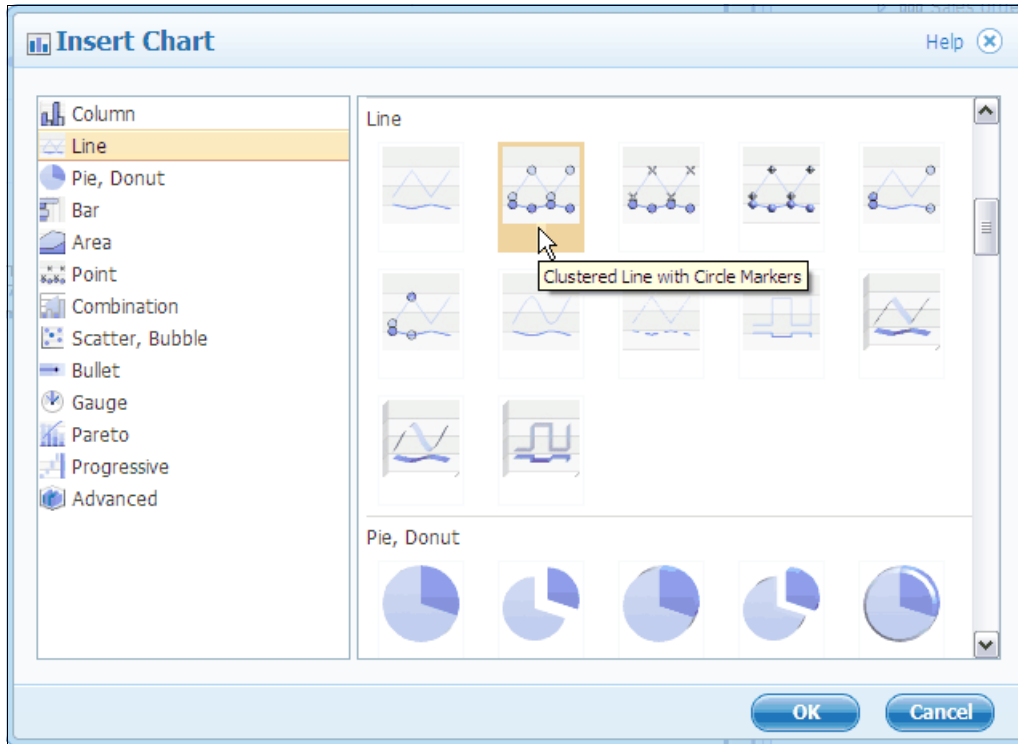 Insert Chart
Help
Column
Line
Pie, Donut
Bar
Area
Point
Combination
Scatter, Bubble
Bullet
Gauge
Pareto
Progressive
Advanced
Line
Clustered Line with Circle Markers
Pie, Donut
OK
Cancel